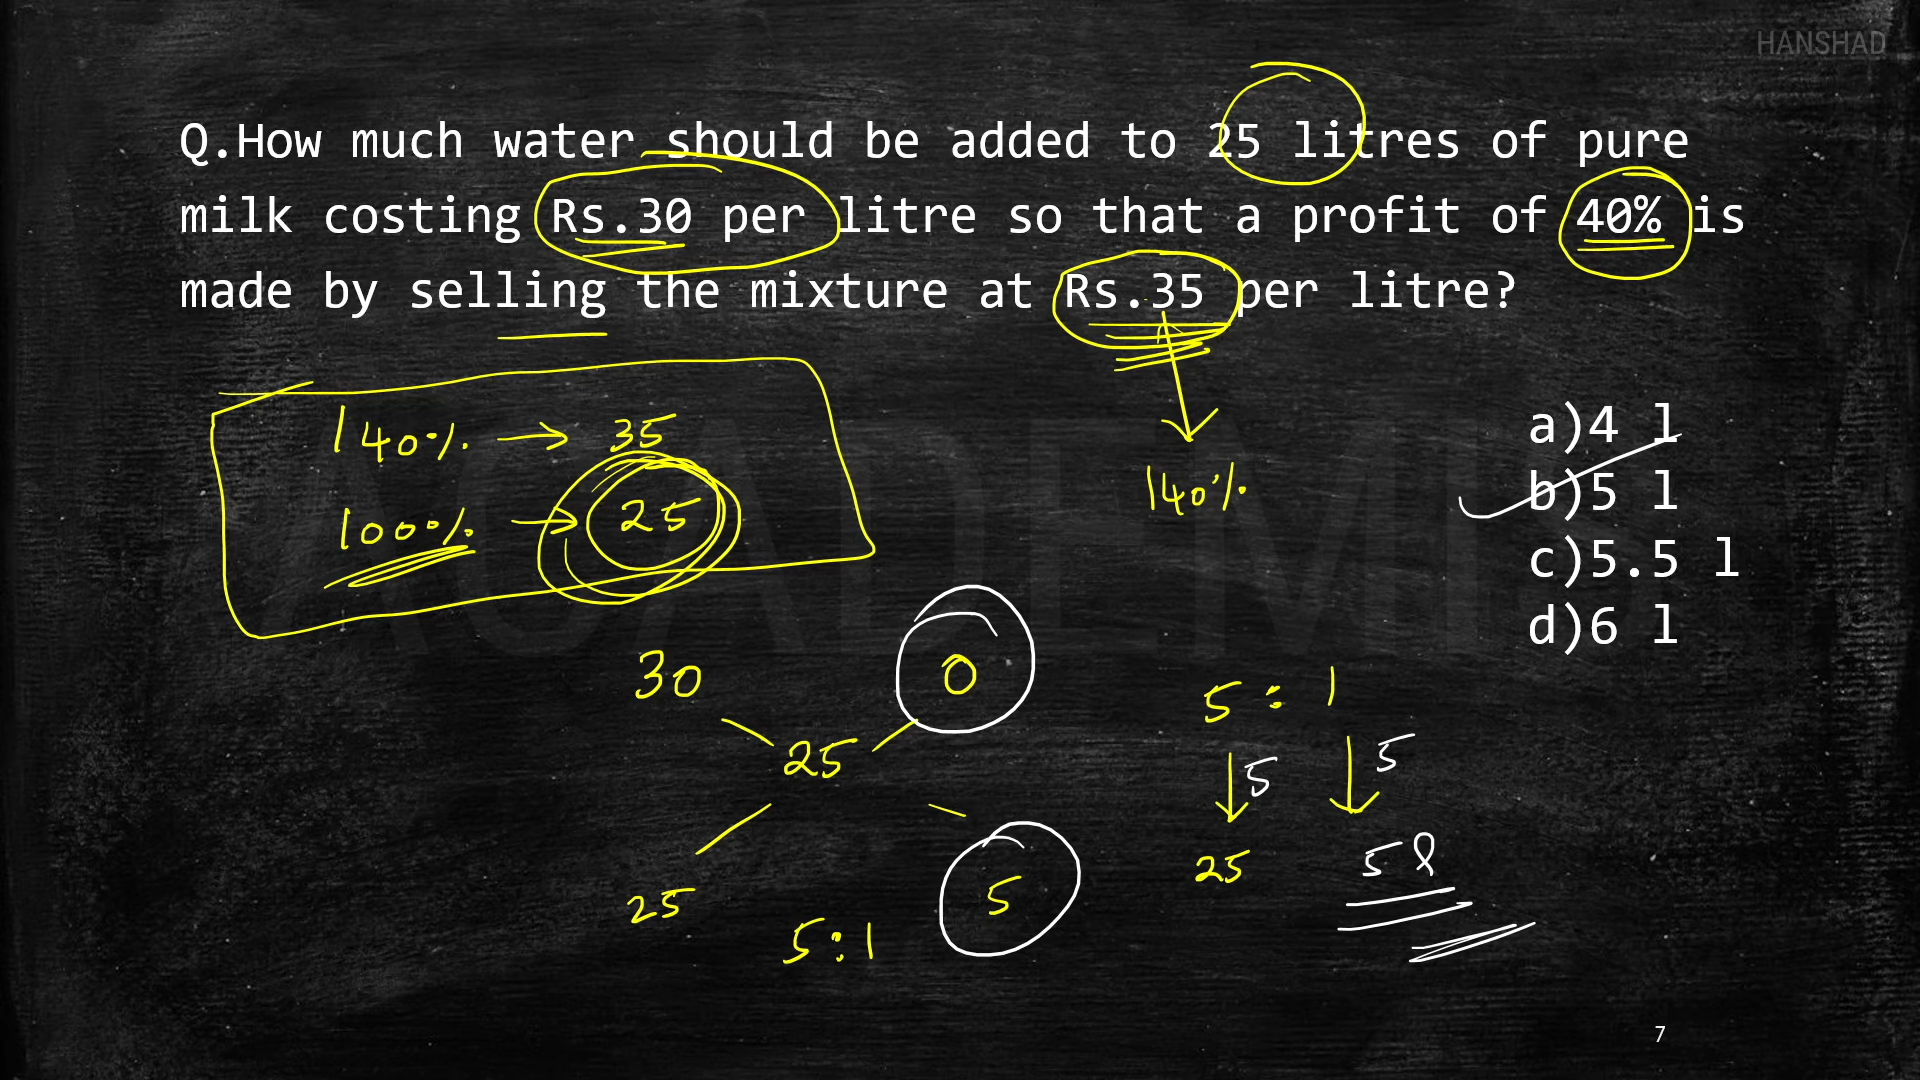 HANSHAD
Q.How much water should be added to 25 litres of pure
milk costing Rs.30 per litre so that a profit of 40% is
made by selling the mixture at Rs.35 per litre?
140% → 35
100% → 25
140%
a)4 l
b)5 l
c)5.5 l
d)6 l
30 0
25
25 5
5:1
5 : 1
5 5
25 5 l
ACADEMI
7